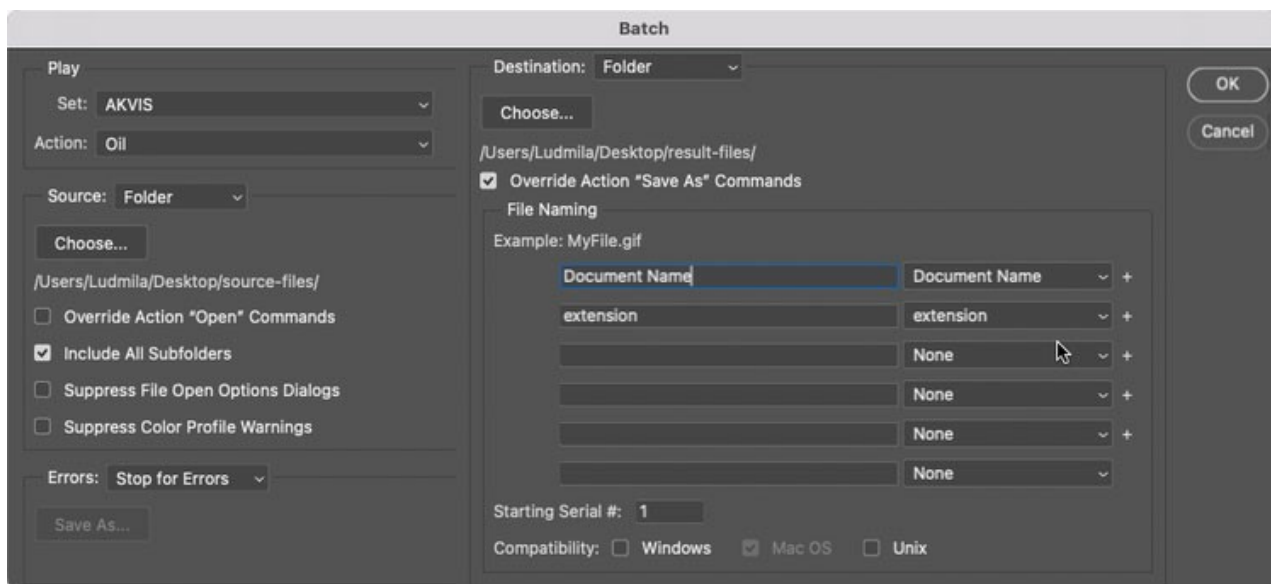 Batch
Play
Set: AKVIS
Action: Oil
Source: Folder
Choose...
/Users/Ludmila/Desktop/source-files/
Override Action "Open" Commands
Include All Subfolders
Suppress File Open Options Dialogs
Suppress Color Profile Warnings
Errors: Stop for Errors
Save As...
Destination: Folder
Choose...
/Users/Ludmila/Desktop/result-files/
Override Action "Save As" Commands
File Naming
Example: MyFile.gif
Document Name Document Name +
extension extension +
None +
None +
None +
None
Starting Serial #: 1
Compatibility: Windows Mac OS Unix
OK
Cancel